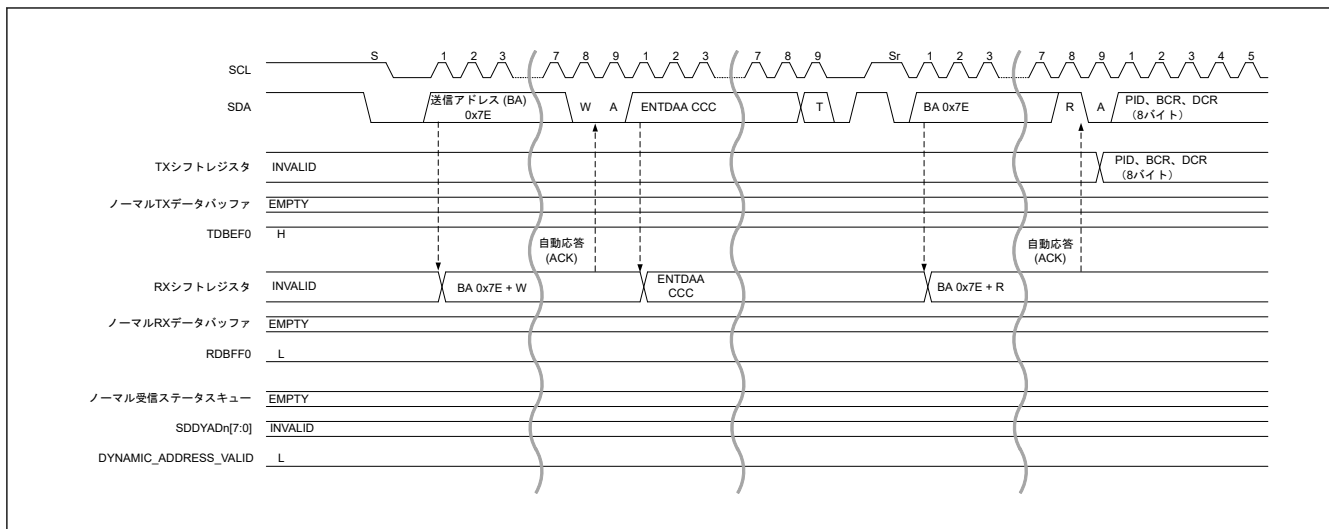 S 1 2 3 7 8 9 1 2 3 7 8 9 Sr 1 2 3 7 8 9 1 2 3 4 5
SCL
SDA 送信アドレス (BA) 0x7E W A ENTDAA CCC T BA 0x7E R A PID、BCR、DCR (8バイト)
TXシフトレジスタ INVALID PID、BCR、DCR (8バイト)
ノーマルTXデータバッファ EMPTY
TDBEF0 H
自動応答 (ACK) 自動応答 (ACK)
RXシフトレジスタ INVALID BA 0x7E + W ENTDAA CCC BA 0x7E + R
ノーマルRXデータバッファ EMPTY
RDBFF0 L
ノーマル受信ステータスキュー EMPTY
SDDYADn[7:0] INVALID
DYNAMIC_ADDRESS_VALID L